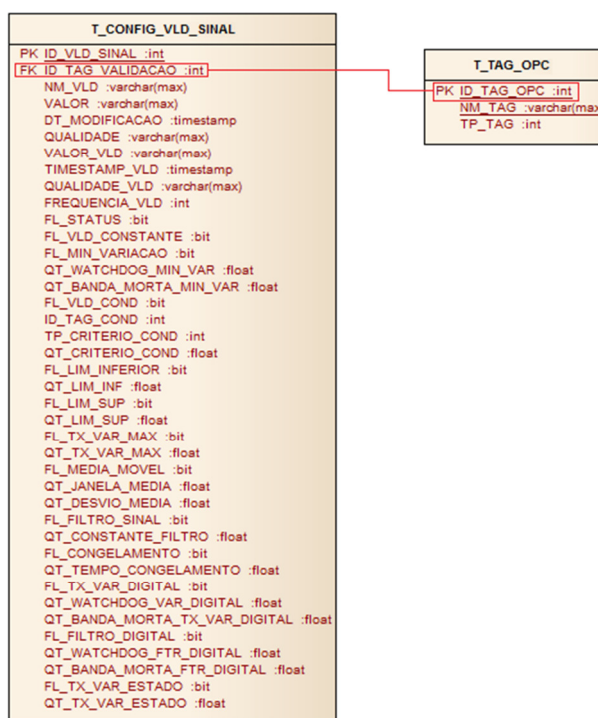 T_CONFIG_VLD_SINAL
PK ID_VLD_SINAL :int
FK ID_TAG_VALIDACAO :int
NM_VLD :varchar(max)
VALOR :varchar(max)
DT_MODIFICACAO :timestamp
QUALIDADE :varchar(max)
VALOR_VLD :varchar(max)
TIMESTAMP_VLD :timestamp
QUALIDADE_VLD :varchar(max)
FREQUENCIA_VLD :int
FL_STATUS :bit
FL_VLD_CONSTANTE :bit
FL_MIN_VARIACAO :bit
QT_WATCHDOG_MIN_VAR :float
QT_BANDA_MORTA_MIN_VAR :float
FL_VLD_COND :bit
ID_TAG_COND :int
TP_CRITERIO_COND :int
QT_CRITERIO_COND :float
FL_LIM_INFERIOR :bit
QT_LIM_INF :float
FL_LIM_SUP :bit
QT_LIM_SUP :float
FL_TX_VAR_MAX :bit
QT_TX_VAR_MAX :float
FL_MEDIA_MOVEL :bit
QT_JANELA_MEDIA :float
QT_DESVIO_MEDIA :float
FL_FILTRO_SINAL :bit
QT_CONSTANTE_FILTRO :float
FL_CONGELAMENTO :bit
QT_TEMPO_CONGELAMENTO :float
FL_TX_VAR_DIGITAL :bit
QT_WATCHDOG_VAR_DIGITAL :float
QT_BANDA_MORTA_TX_VAR_DIGITAL :float
FL_FILTRO_DIGITAL :bit
QT_WATCHDOG_FTR_DIGITAL :float
QT_BANDA_MORTA_FTR_DIGITAL :float
FL_TX_VAR_ESTADO :bit
QT_TX_VAR_ESTADO :float
T_TAG_OPC
PK ID_TAG_OPC :int
NM_TAG :varchar(max
TP_TAG :int